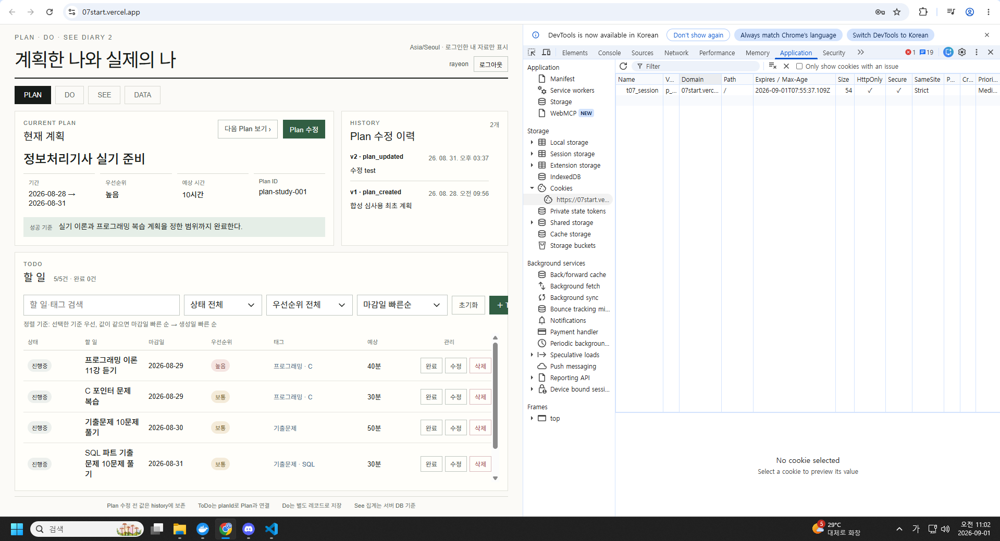 07start.vercel.app
PLAN · DO · SEE DIARY 2
계획한 나와 실제의 나
Asia/Seoul · 로그인한 내 자료만 표시
rayeon
로그아웃
PLAN
DO
SEE
DATA
CURRENT PLAN
현재 계획
다음 Plan 보기 ›
Plan 수정
정보처리기사 실기 준비
기간
2026-08-28 →
2026-08-31
우선순위
높음
예상 시간
10시간
Plan ID
plan-study-001
성공 기준 실기 이론과 프로그래밍 복습 계획을 정한 범위까지 완료한다.
HISTORY
Plan 수정 이력
2개
v2 · plan_updated 26. 08. 31. 오후 03:37
수정 test
v1 · plan_created 26. 08. 28. 오전 09:56
합성 심사용 최초 계획
TODO
할 일 5/5건 · 완료 0건
할 일·태그 검색
상태 전체
우선순위 전체
마감일 빠른순
초기화
+ T
정렬 기준: 선택한 기준 우선, 값이 같으면 마감일 빠른 순 → 생성일 빠른 순
상태 할 일 마감일 우선순위 태그 예상 관리
진행중 프로그래밍 이론 2026-08-29 높음 프로그래밍 · C 40분 완료 수정 삭제
11강 듣기
진행중 C 포인터 문제 2026-08-29 보통 프로그래밍 · C 30분 완료 수정 삭제
복습
진행중 기출문제 10문제 2026-08-30 보통 기출문제 50분 완료 수정 삭제
풀기
진행중 SQL 파트 기출 2026-08-31 보통 기출문제 · SQL 30분 완료 수정 삭제
문제 10문제 풀
기
Plan 수정 전 값은 history에 보존 ToDo는 planId로 Plan과 연결 Do는 별도 레코드로 저장 See 집계는 서버 DB 기준
DevTools is now available in Korean
Don't show again
Always match Chrome's language
Switch DevTools to Korean
Elements Console Sources Network Performance Memory Application Security 1 19
Application
Manifest
Service workers
Storage
WebMCP NEW
Storage
Local storage
Session storage
Extension storage
IndexedDB
Cookies
https://07start.ve...
Private state tokens
Shared storage
Cache storage
Storage buckets
Background services
Back/forward cache
Background fetch
Background sync
Bounce tracking mi...
Notifications
Payment handler
Periodic backgroun...
Speculative loads
Push messaging
Reporting API
Device bound sessi...
Frames
top
Filter
Only show cookies with an issue
Name V... Domain Path Expires / Max-Age Size HttpOnly Secure SameSite P... Cr... Priori...
t07_session p_... 07start.verc... / 2026-09-01T07:55:37.109Z 54 ✓ ✓ Strict Medi...
No cookie selected
Select a cookie to preview its value
검색
5
29°C
대체로 화창
가
오전 11:02
2026-09-01